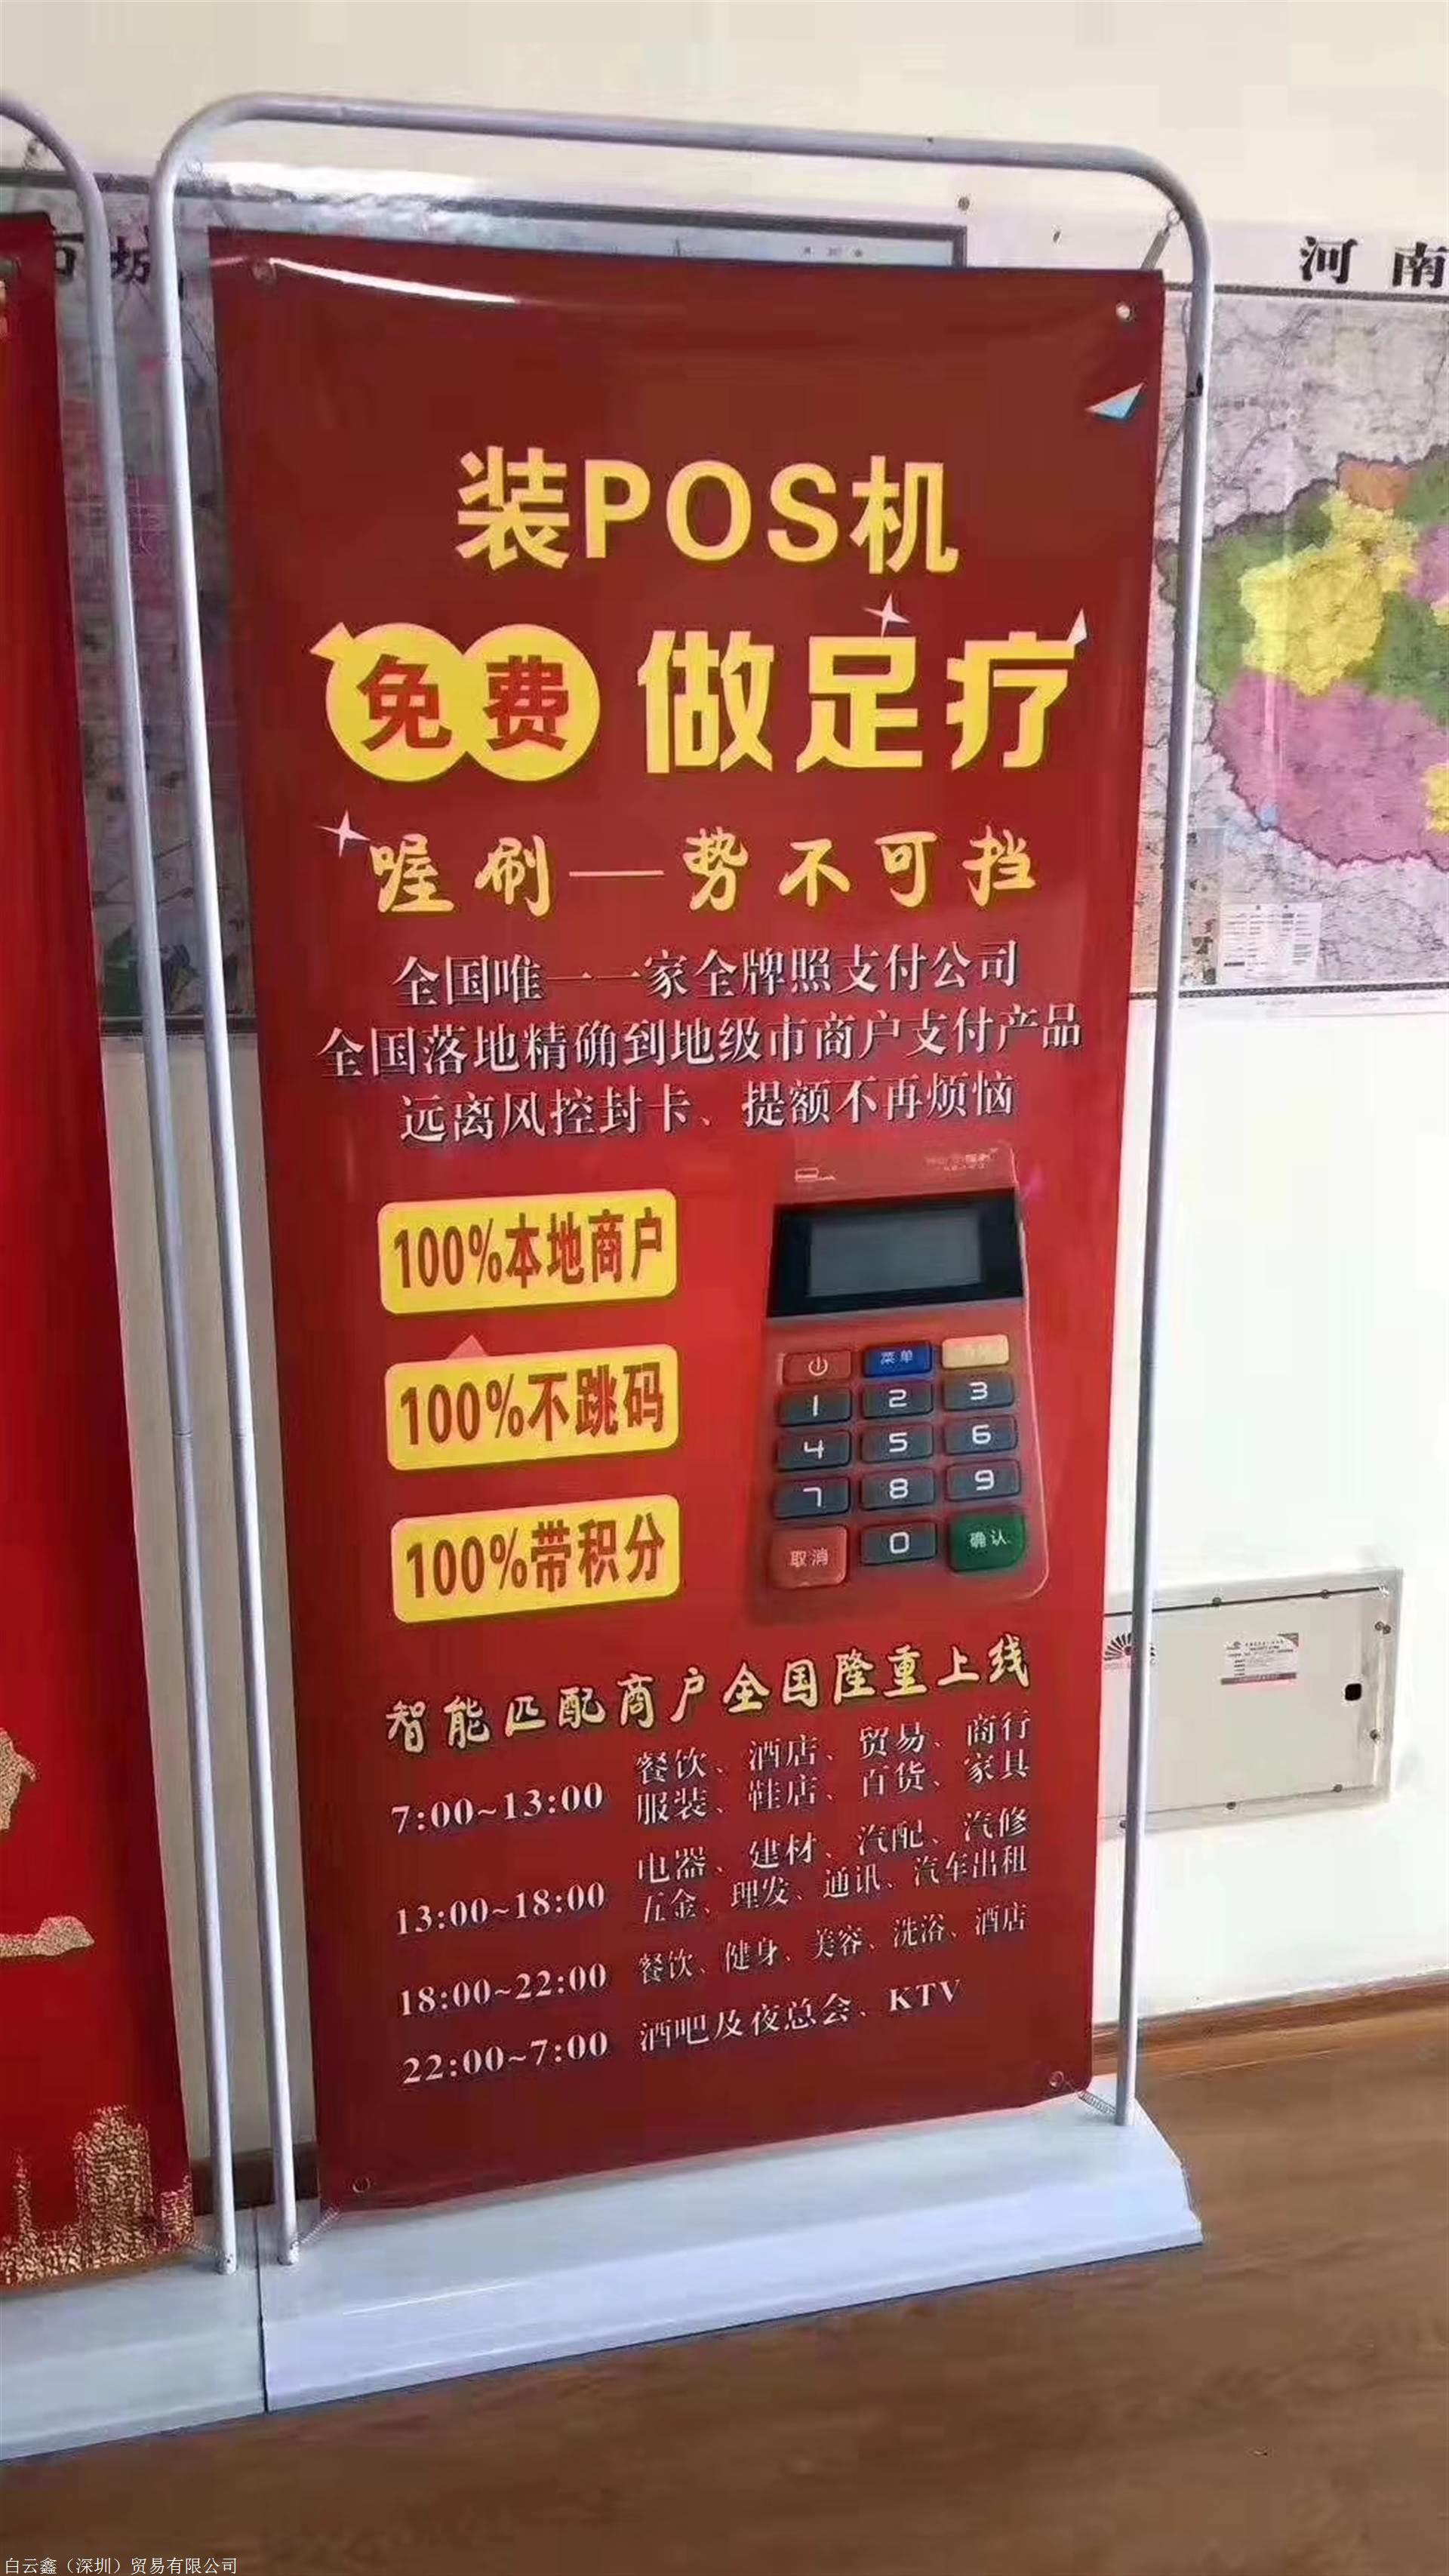 河南
装POS机
免费 做足疗
喔刷——势不可挡
全国唯一一家全牌照支付公司
全国落地精确到地级市商户支付产品
远离风控封卡、提额不再烦恼
100%本地商户
100%不跳码
100%带积分
菜单
1 2 3
4 5 6
7 8 9
取消 0 确认
智能匹配商户全国隆重上线
7:00~13:00 餐饮、酒店、贸易、商行
服装、鞋店、百货、家具
13:00~18:00 电器、建材、汽配、汽修
五金、理发、通讯、汽车出租
18:00~22:00 餐饮、健身、美容、洗浴、酒店
22:00~7:00 酒吧及夜总会、KTV
白云鑫（深圳）贸易有限公司